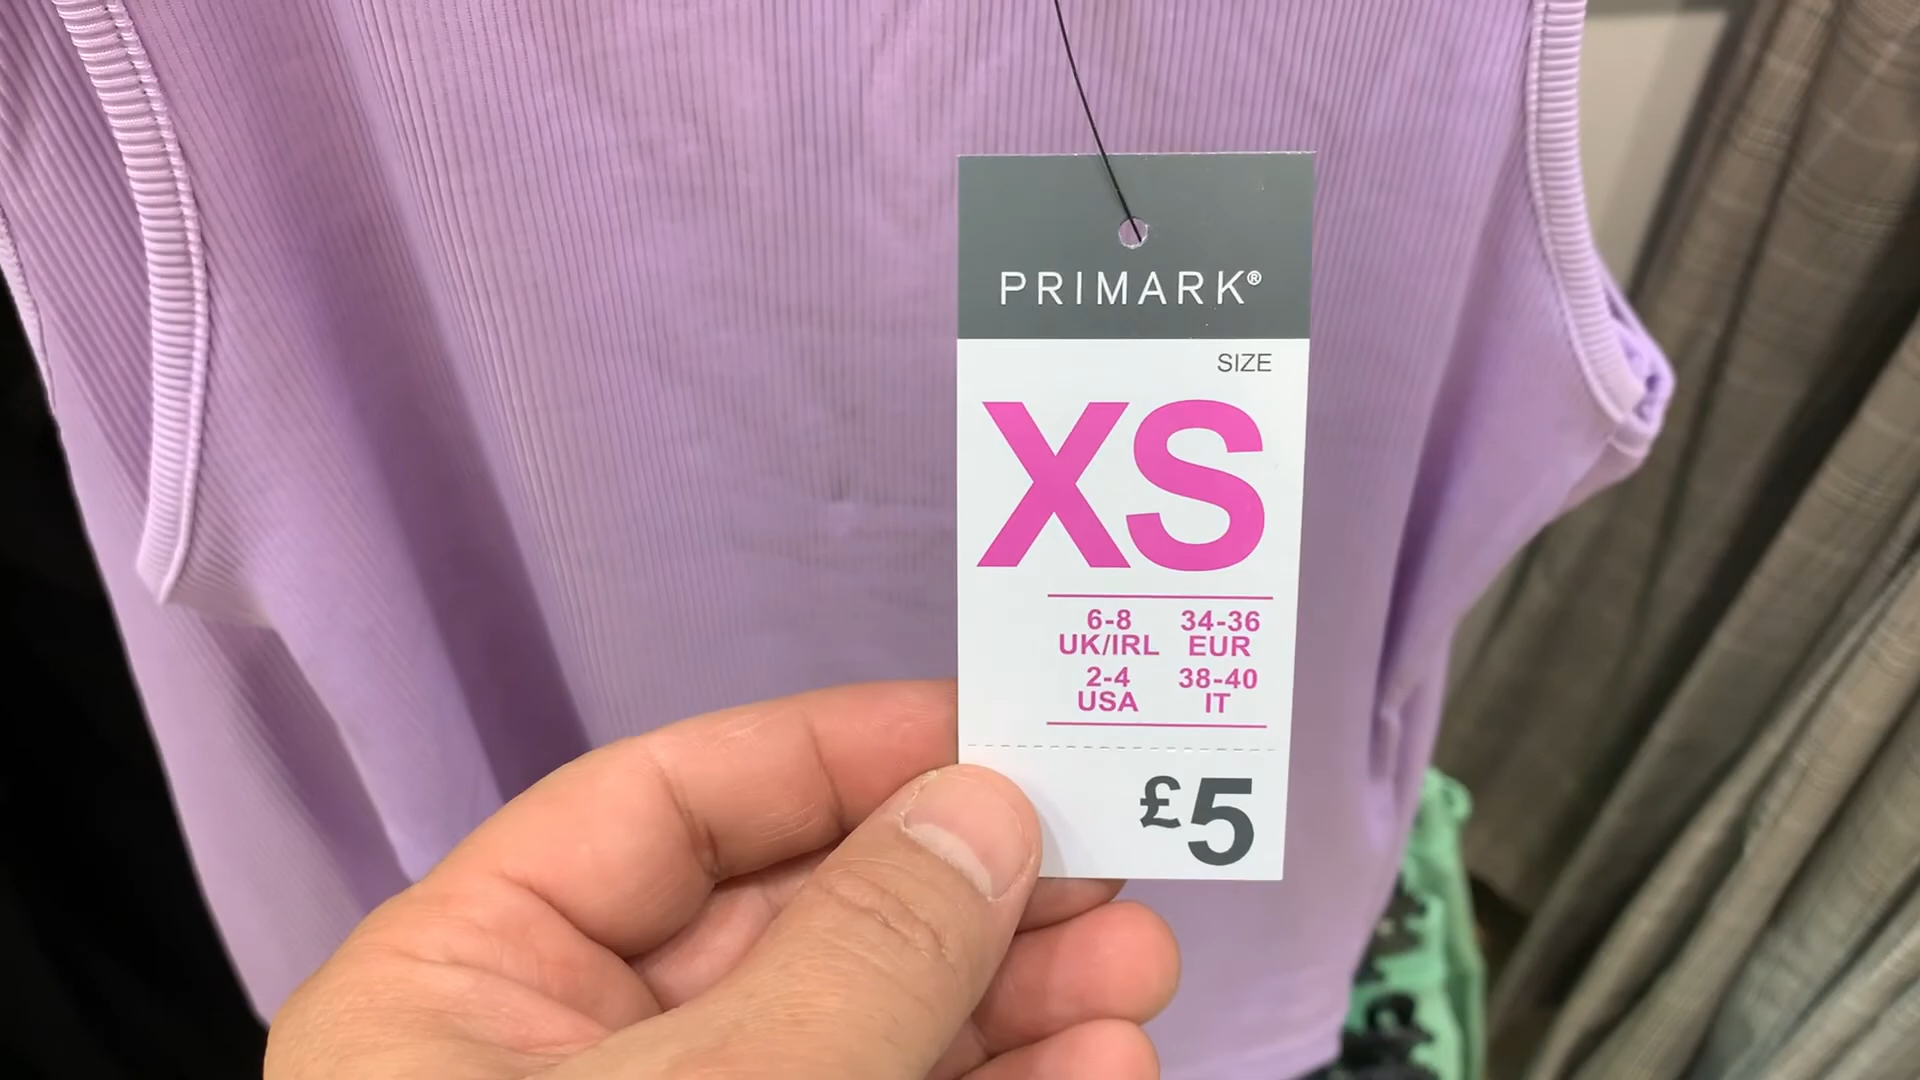 PRIMARK®
SIZE
XS
6-8 34-36
UK/IRL EUR
2-4 38-40
USA IT
£5